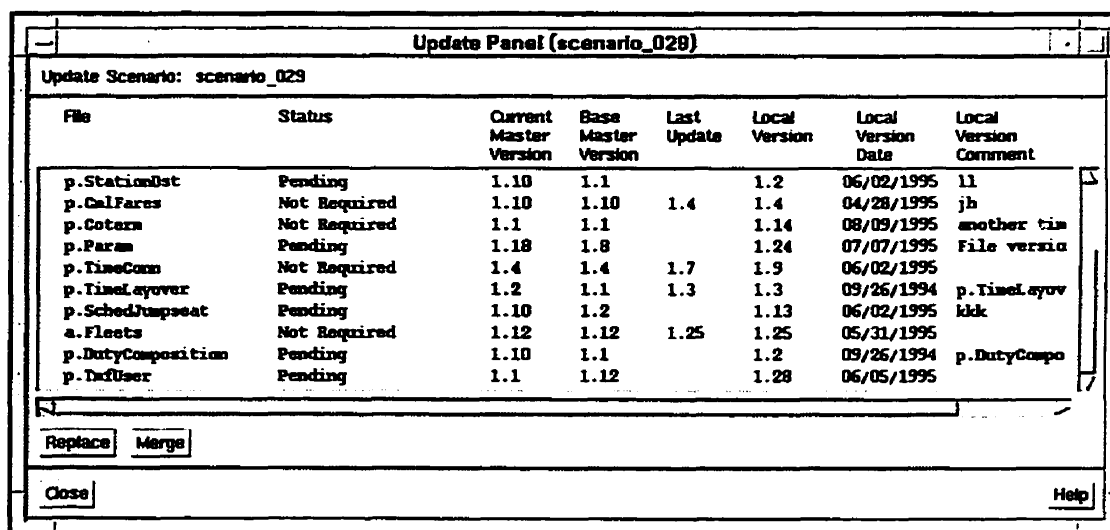 Update Panel (scenario_029)
Update Scenario: scenario_029
File Status Current Master Version Base Master Version Last Update Local Version Local Version Date Local Version Comment
p.StationDst Pending 1.10 1.1 1.2 06/02/1995 ll
p.CmlFares Not Required 1.10 1.10 1.4 1.4 04/28/1995 jb
p.Coterm Not Required 1.1 1.1 1.14 08/09/1995 another tim
p.Param Pending 1.18 1.8 1.24 07/07/1995 File versio
p.TimeConn Not Required 1.4 1.4 1.7 1.9 06/02/1995
p.TimeLayover Pending 1.2 1.1 1.3 1.3 09/26/1994 p.TimeLayov
p.SchedJumpseat Pending 1.10 1.2 1.13 06/02/1995 kkk
a.Fleets Not Required 1.12 1.12 1.25 1.25 05/31/1995
p.DutyComposition Pending 1.10 1.1 1.2 09/26/1994 p.DutyCompo
p.TmfUser Pending 1.1 1.12 1.28 06/05/1995
Replace Merge
Close Help